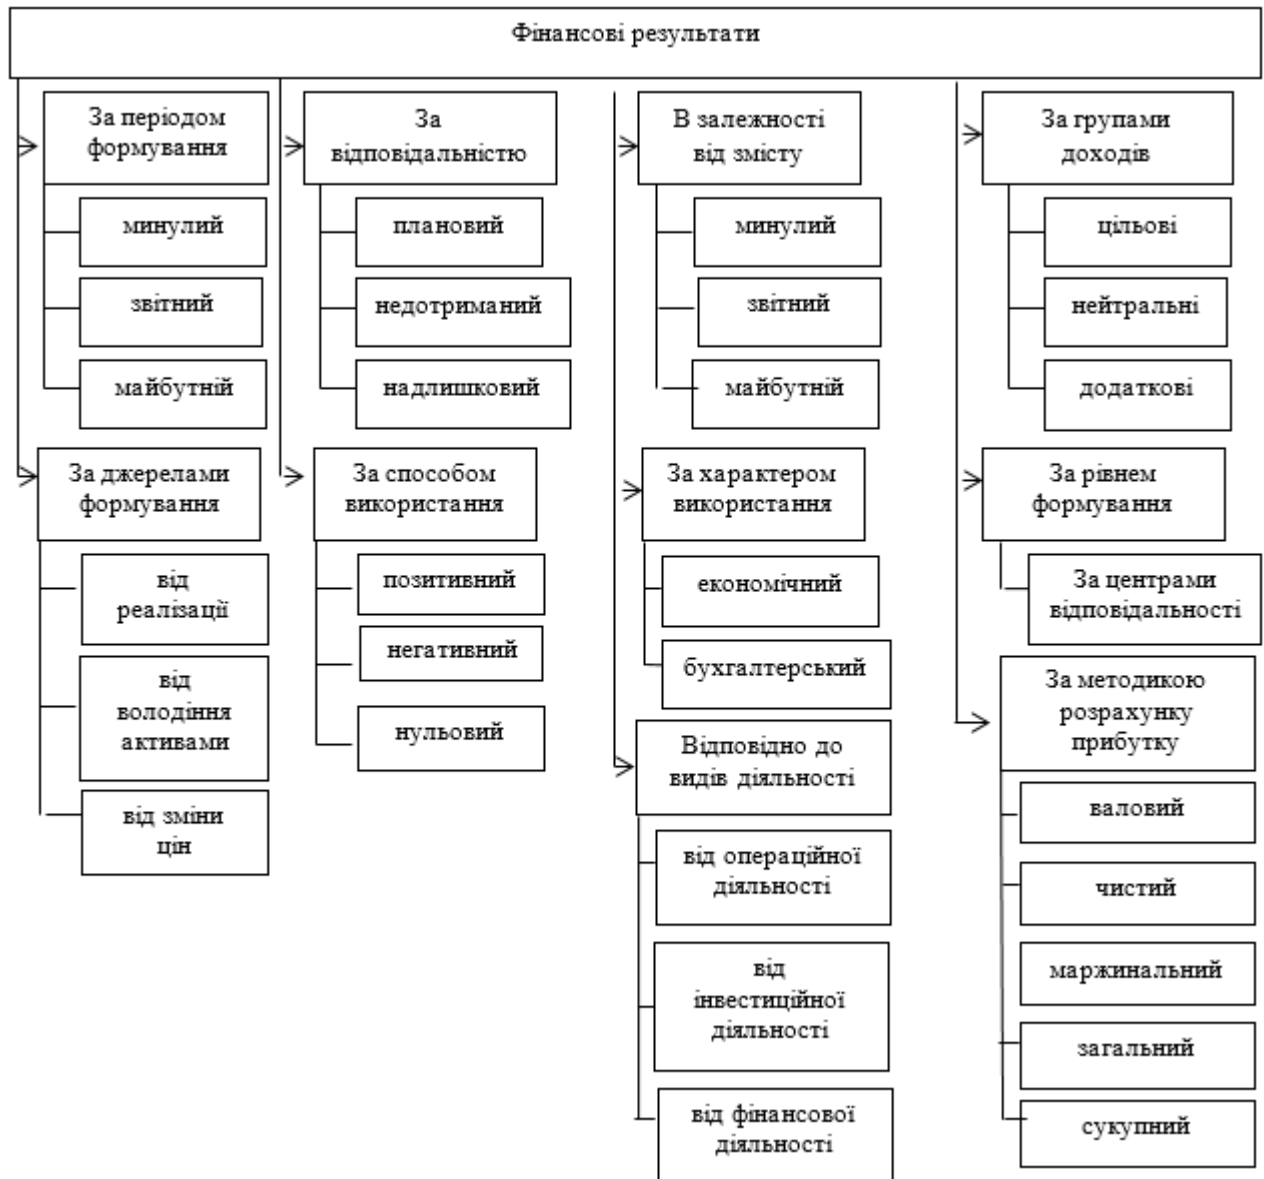 Фінансові результати
За періодом
формування
минулий
звітний
майбутній
За джерелами
формування
від
реалізації
від
володіння
активами
від зміни
цін
За
відповідальністю
плановий
недотриманий
надлишковий
За способом
використання
позитивний
негативний
нульовий
В залежності
від змісту
минулий
звітний
майбутній
За характером
використання
економічний
бухгалтерський
Відповідно до
видів діяльності
від операційної
діяльності
від
інвестиційної
діяльності
від фінансової
діяльності
За групами
доходів
цільові
нейтральні
додаткові
За рівнем
формування
За центрами
відповідальності
За методикою
розрахунку
прибутку
валовий
чистий
маржинальний
загальний
сукупний